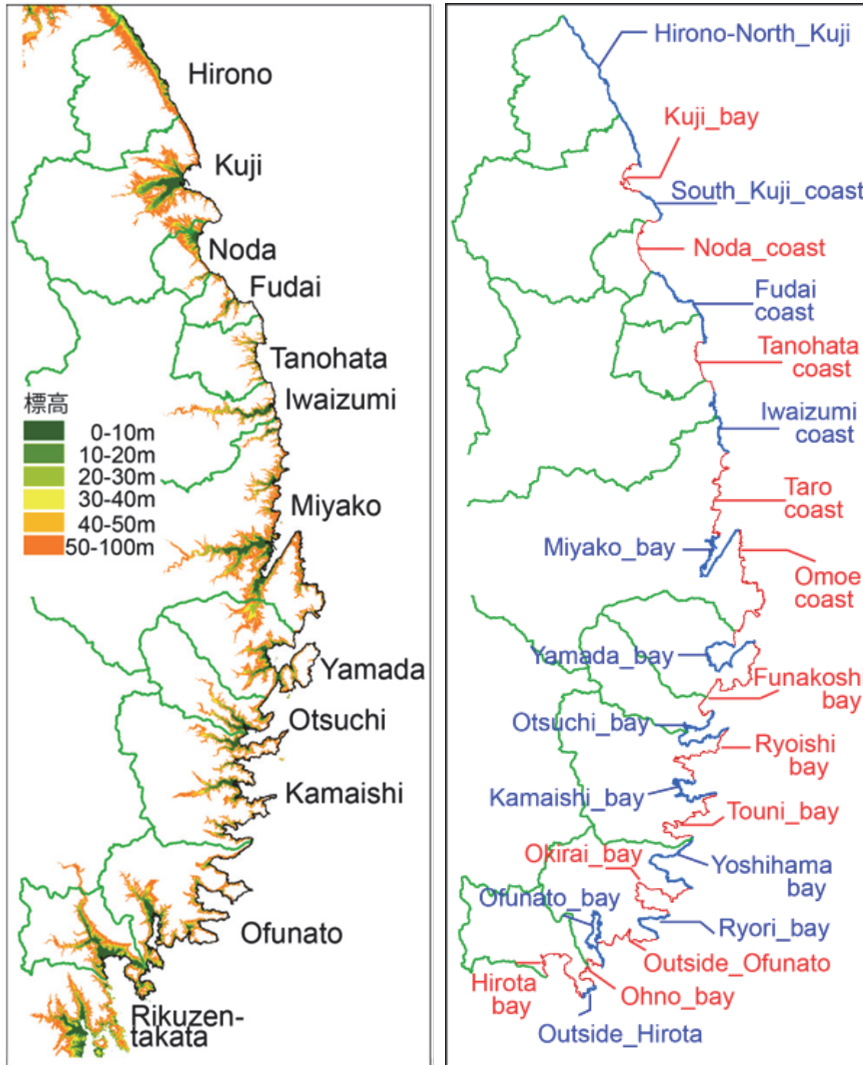 Hirono
Kuji
Noda
Fudai
Tanohata
Iwaizumi
標高
0-10m
10-20m
20-30m
30-40m
40-50m
50-100m
Miyako
Yamada
Otsuchi
Kamaishi
Ofunato
Rikuzen-
takata
Hirono-North_Kuji
Kuji_bay
South_Kuji_coast
Noda_coast
Fudai
coast
Tanohata
coast
Iwaizumi
coast
Taro
coast
Miyako_bay
Omoe
coast
Yamada_bay
Funakosh
bay
Otsuchi_bay
Ryoishi
bay
Kamaishi_bay
Touni_bay
Okirai_bay
Yoshihama
bay
Ofunato_bay
Ryori_bay
Outside_Ofunato
Hirota
bay
Ohno_bay
Outside_Hirota